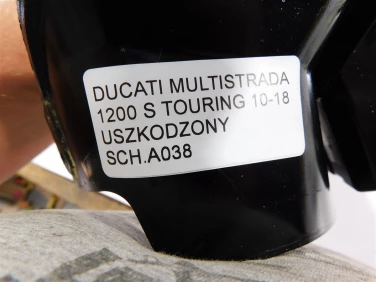 DUCATI MULTISTRADA
1200 S TOURING 10-18
USZKODZONY
SCH.A038